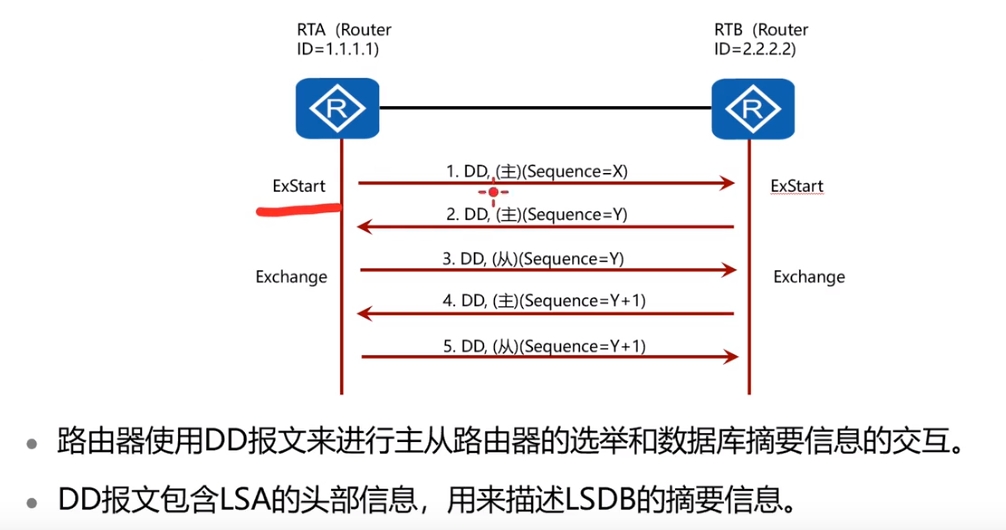 RTA (Router
ID=1.1.1.1)
RTB (Router
ID=2.2.2.2)
R
R
1. DD, (主)(Sequence=X)
ExStart
ExStart
2. DD, (主)(Sequence=Y)
3. DD, (从)(Sequence=Y)
Exchange
Exchange
4. DD, (主)(Sequence=Y+1)
5. DD, (从)(Sequence=Y+1)
路由器使用DD报文来进行主从路由器的选举和数据库摘要信息的交互。
DD报文包含LSA的头部信息，用来描述LSDB的摘要信息。